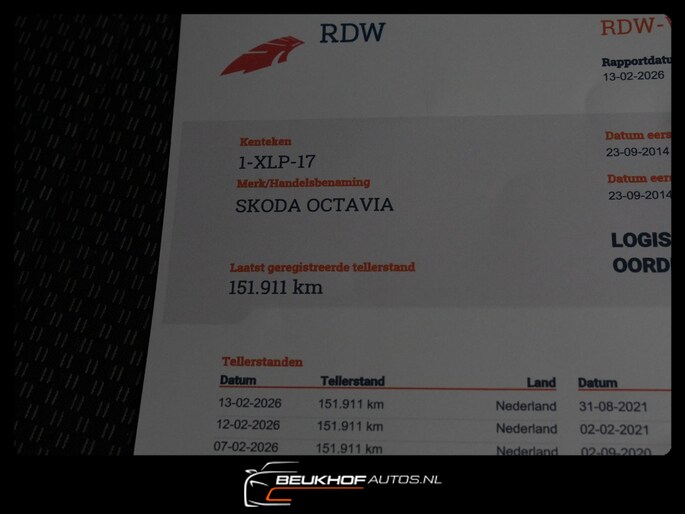 RDW
RDW-
Rapportdatu
13-02-2026
Kenteken
1-XLP-17
Merk/Handelsbenaming
SKODA OCTAVIA
Datum eers
23-09-2014
Datum eers
23-09-2014
LOGIS
OORD
Laatst geregistreerde tellerstand
151.911 km
Tellerstanden
Datum Tellerstand Land Datum
13-02-2026 151.911 km Nederland 31-08-2021
12-02-2026 151.911 km Nederland 02-02-2021
07-02-2026 151.911 km Nederland 02-09-2020
BEUKHOFAUTOS.NL